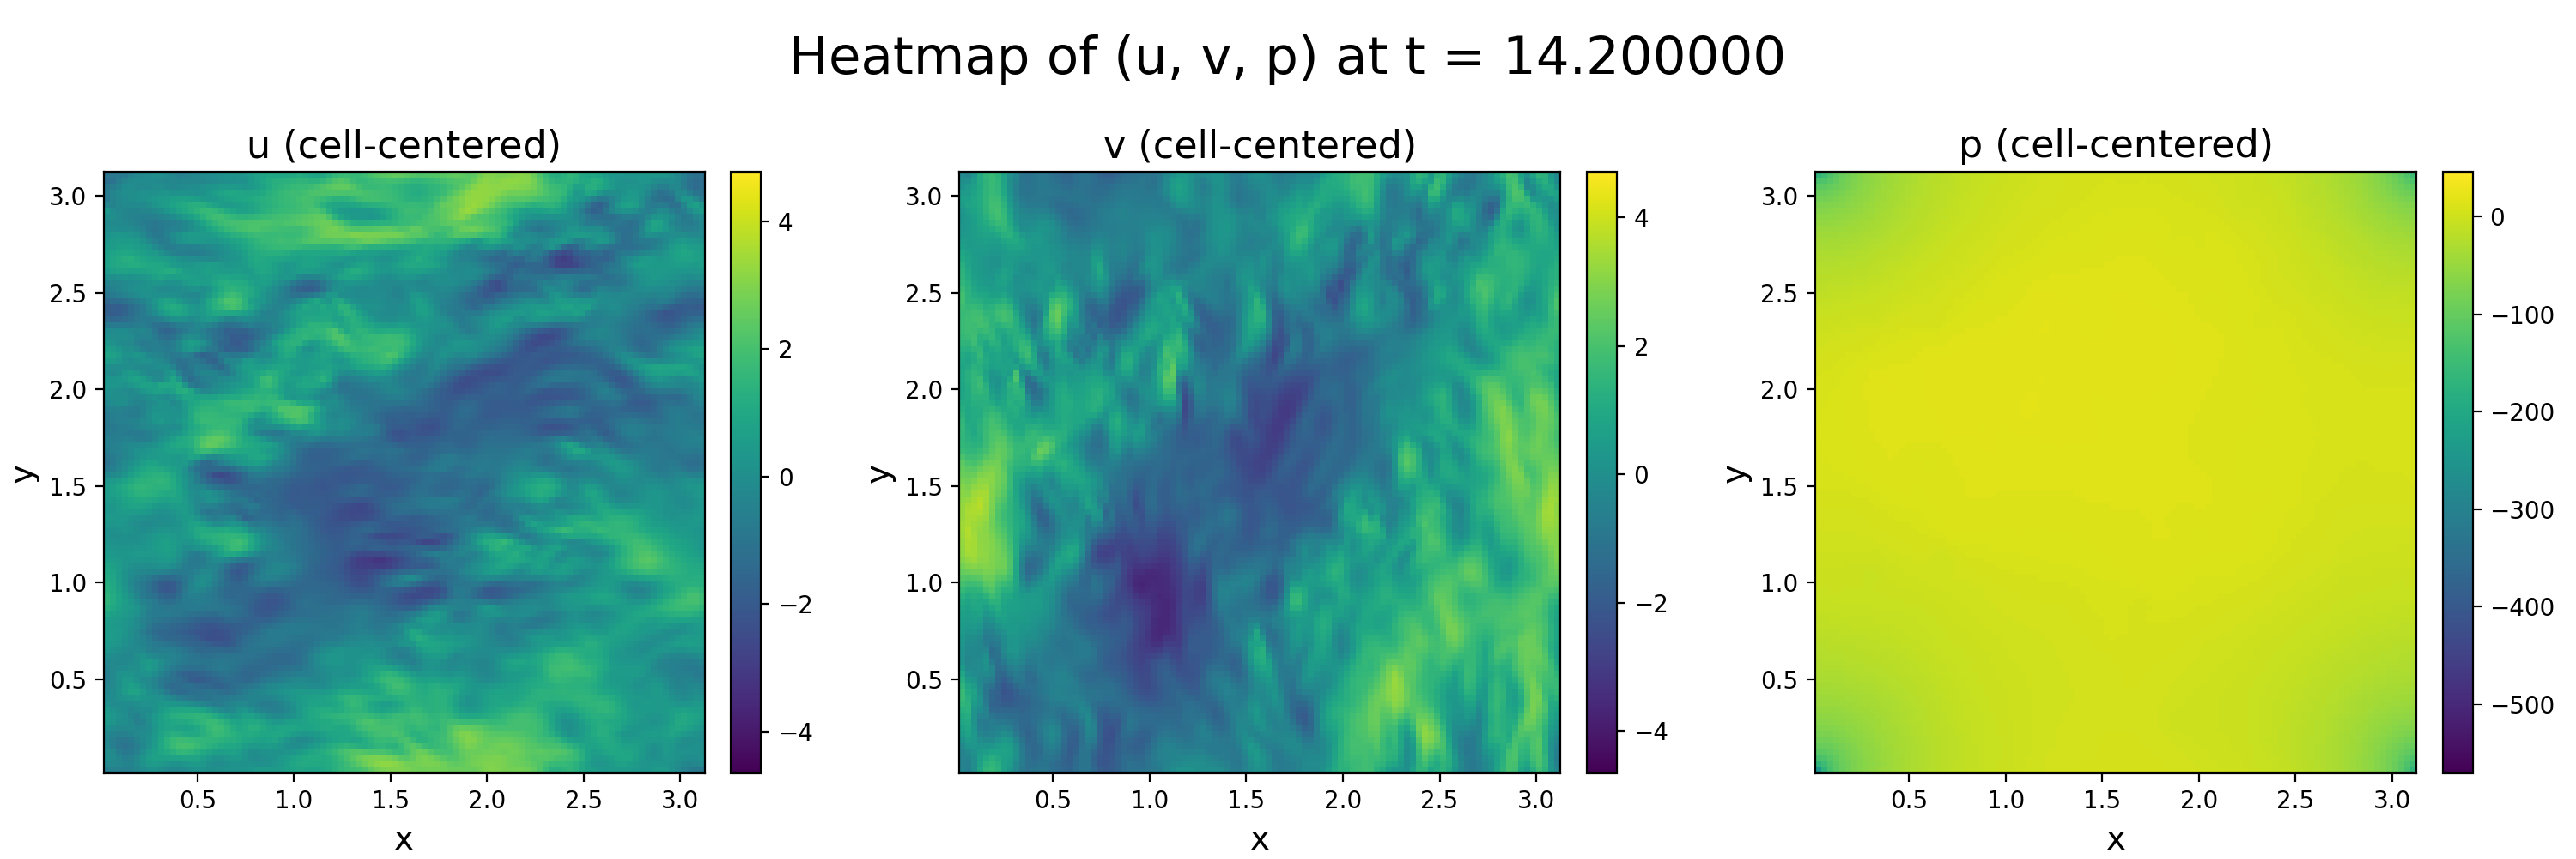 Heatmap of (u, v, p) at t = 14.200000
u (cell-centered)
v (cell-centered)
p (cell-centered)
3.0
2.5
2.0
1.5
1.0
0.5
y
0.5 1.0 1.5 2.0 2.5 3.0
x
4
2
0
−2
−4
3.0
2.5
2.0
1.5
1.0
0.5
y
0.5 1.0 1.5 2.0 2.5 3.0
x
4
2
0
−2
−4
3.0
2.5
2.0
1.5
1.0
0.5
y
0.5 1.0 1.5 2.0 2.5 3.0
x
0
−100
−200
−300
−400
−500